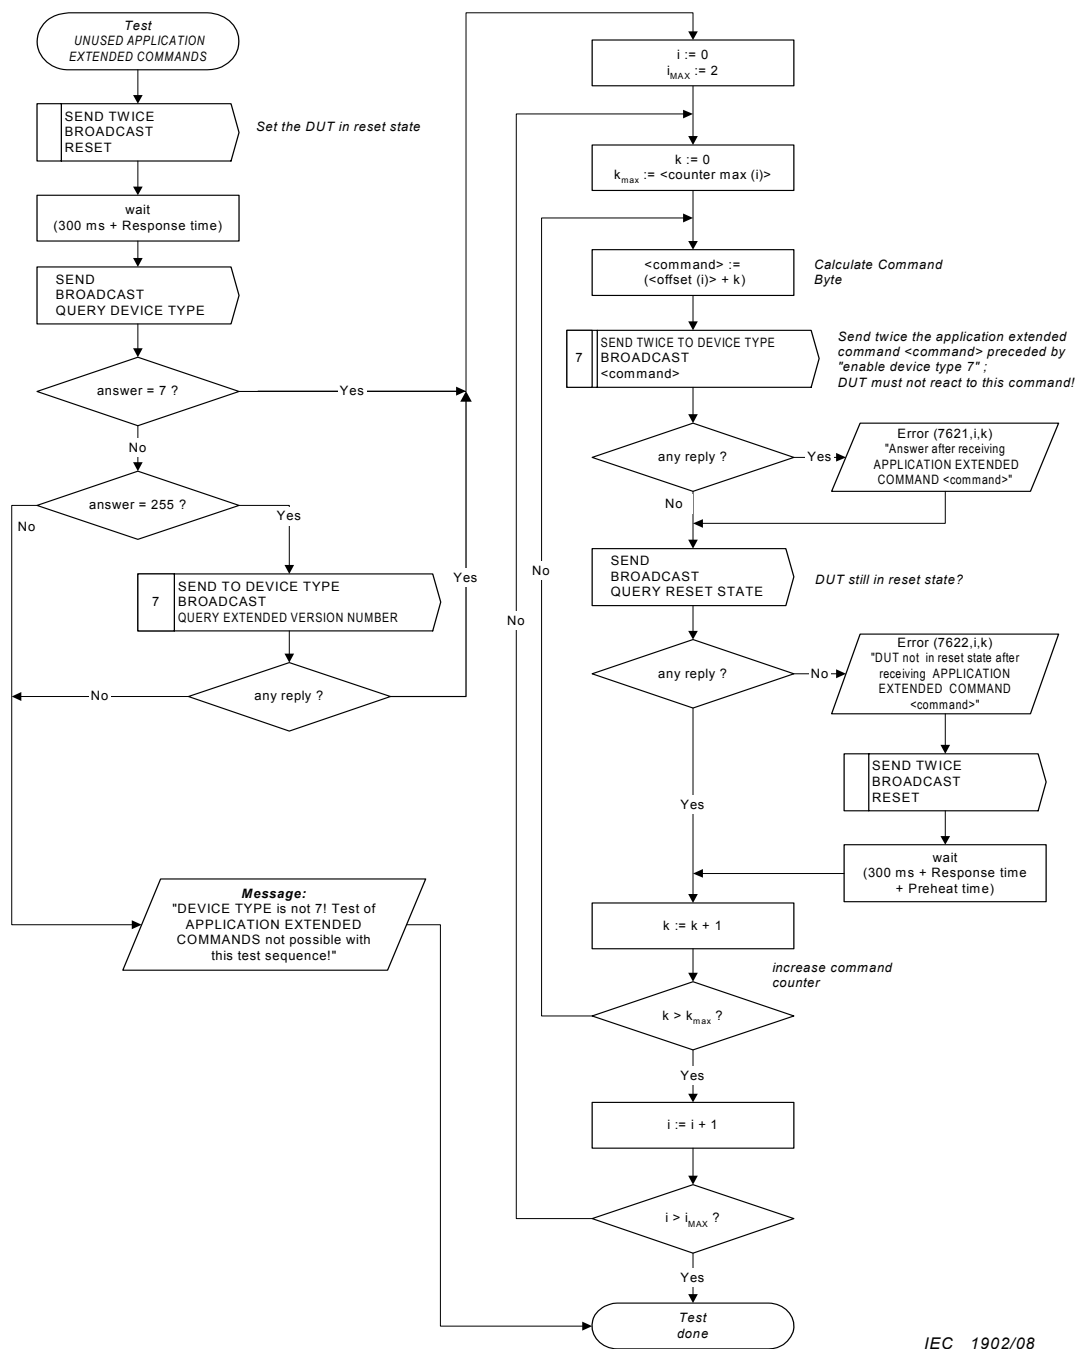 Test
UNUSED APPLICATION
EXTENDED COMMANDS
SEND TWICE
BROADCAST
RESET
Set the DUT in reset state
wait
(300 ms + Response time)
SEND
BROADCAST
QUERY DEVICE TYPE
answer = 7 ?
Yes
No
answer = 255 ?
No
Yes
7
SEND TO DEVICE TYPE
BROADCAST
QUERY EXTENDED VERSION NUMBER
Yes
any reply ?
No
Message:
"DEVICE TYPE is not 7! Test of
APPLICATION EXTENDED
COMMANDS not possible with
this test sequence!"
i := 0
iMAX := 2
k := 0
kmax := <counter max (i)>
<command> :=
(<offset (i)> + k)
Calculate Command
Byte
7
SEND TWICE TO DEVICE TYPE
BROADCAST
<command>
Send twice the application extended
command <command> preceded by
"enable device type 7" ;
DUT must not react to this command!
any reply ?
Yes
Error (7621,i,k)
"Answer after receiving
APPLICATION EXTENDED
COMMAND <command>"
No
SEND
BROADCAST
QUERY RESET STATE
DUT still in reset state?
No
No
any reply ?
No
Error (7622,i,k)
"DUT not in reset state after
receiving APPLICATION
EXTENDED COMMAND
<command>"
SEND TWICE
BROADCAST
RESET
Yes
wait
(300 ms + Response time
+ Preheat time)
k := k + 1
increase command
counter
k > kmax ?
Yes
i := i + 1
i > iMAX ?
Yes
Test
done
IEC 1902/08